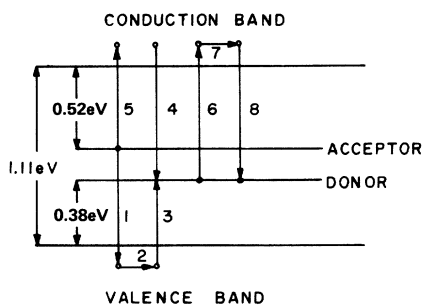 CONDUCTION BAND
7
0.52eV 5 4 6 8
ACCEPTOR
1.11eV
DONOR
0.38eV 1 3
2
VALENCE BAND